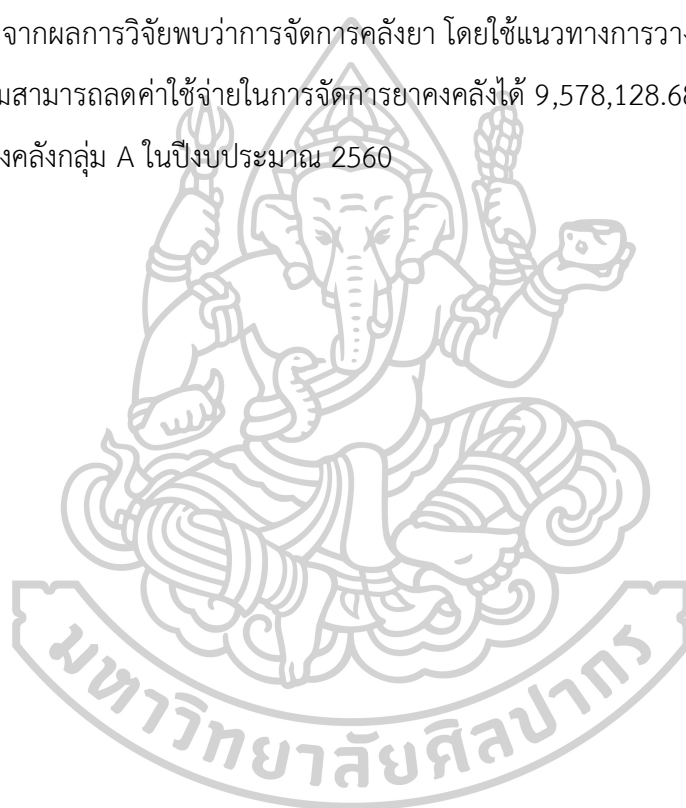 จากผลการวิจัยพบว่าการจัดการคลังยา โดยใช้แนวทางการวาง
สามารถลดค่าใช้จ่ายในการจัดการยาคงคลังได้ 9,578,128.68
งคลังกลุ่ม A ในปีงบประมาณ 2560
มหาวิทยาลัยศิลปากร